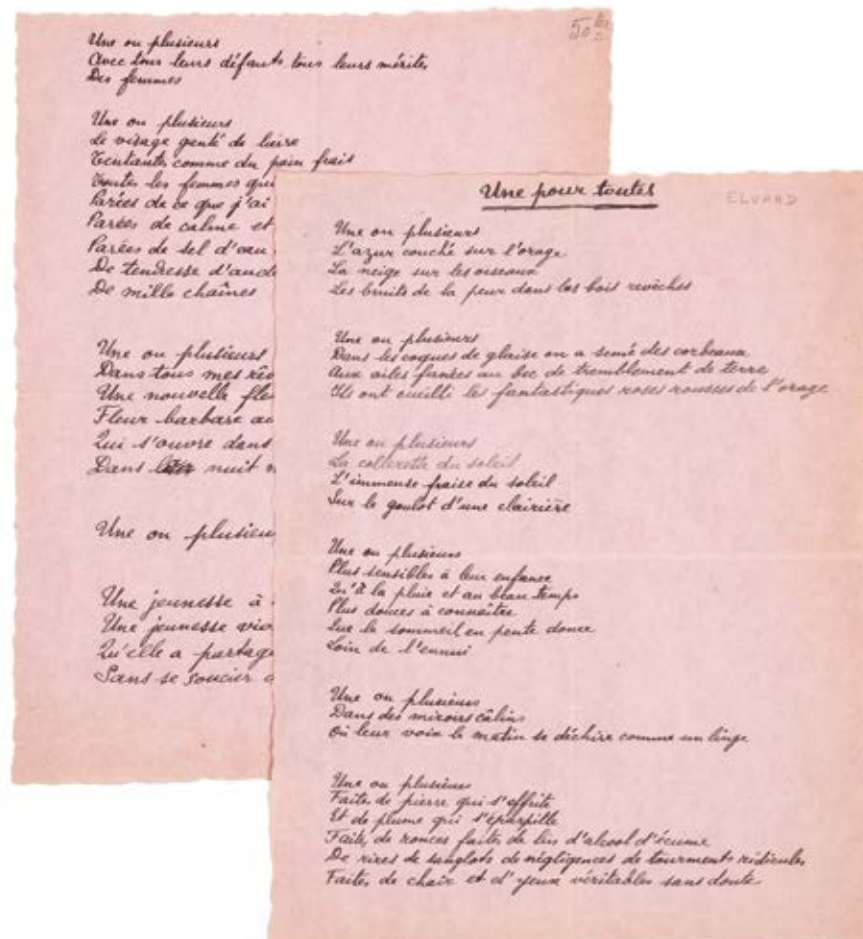 Une pour toutes
ELUARD
Une ou plusieurs
L'azur couché sur l'orage
La neige sur les oiseaux
Les bruits de la peur dans les bois revêches
Une ou plusieurs
Dans les coques de glaise on a semé des corbeaux
Aux ailes fanées au bec de tremblement de terre
Ils ont cueilli les fantastiques roses rousses de l'orage
Une ou plusieurs
La collerette du soleil
L'immense fraise du soleil
Sur le goulot d'une clairière
Une ou plusieurs
Plus sensibles à leur enfance
Qu'à la pluie et au beau temps
Plus douces à connaître
Que le sommeil en pente douce
Loin de l'ennui
Une ou plusieurs
Dans des miroirs câlins
Où leur voix le matin se déchire comme un linge
Une ou plusieurs
Faites de pierre qui s'effrite
Et de plume qui s'éparpille
Faites de ronces faites de lin d'alcool d'écume
De rires de sanglots de négligences de tourments ridicules
Faites de chair et d'yeux véritables sans doute
Une ou plusieurs
Avec tous leurs défauts tous leurs mérites
Des femmes
Une ou plusieurs
Le visage ganté de lierre
Tentantes comme du pain frais
Toutes les femmes qui
Parées de ce que j'ai
Parées de calme et
Parées de sel d'eau
De tendresse d'aud
De mille chaînes
Une ou plusieurs
Dans tous mes rêv
Une nouvelle fle
Fleur barbare au
Qui s'ouvre dans
Dans nuit
Une ou plusieu
Une jeunesse à
Une jeunesse vio
Qu'elle a partag
Sans se soucier